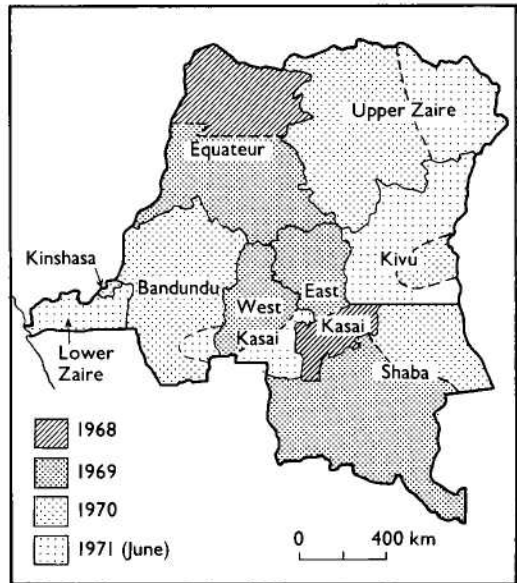 Upper Zaire
Equateur
Kinshasa
Bandundu
Kivu
West
Kasai
East
Kasai
Lower
Zaire
Shaba
1968
1969
1970
1971 (June)
0 400 km